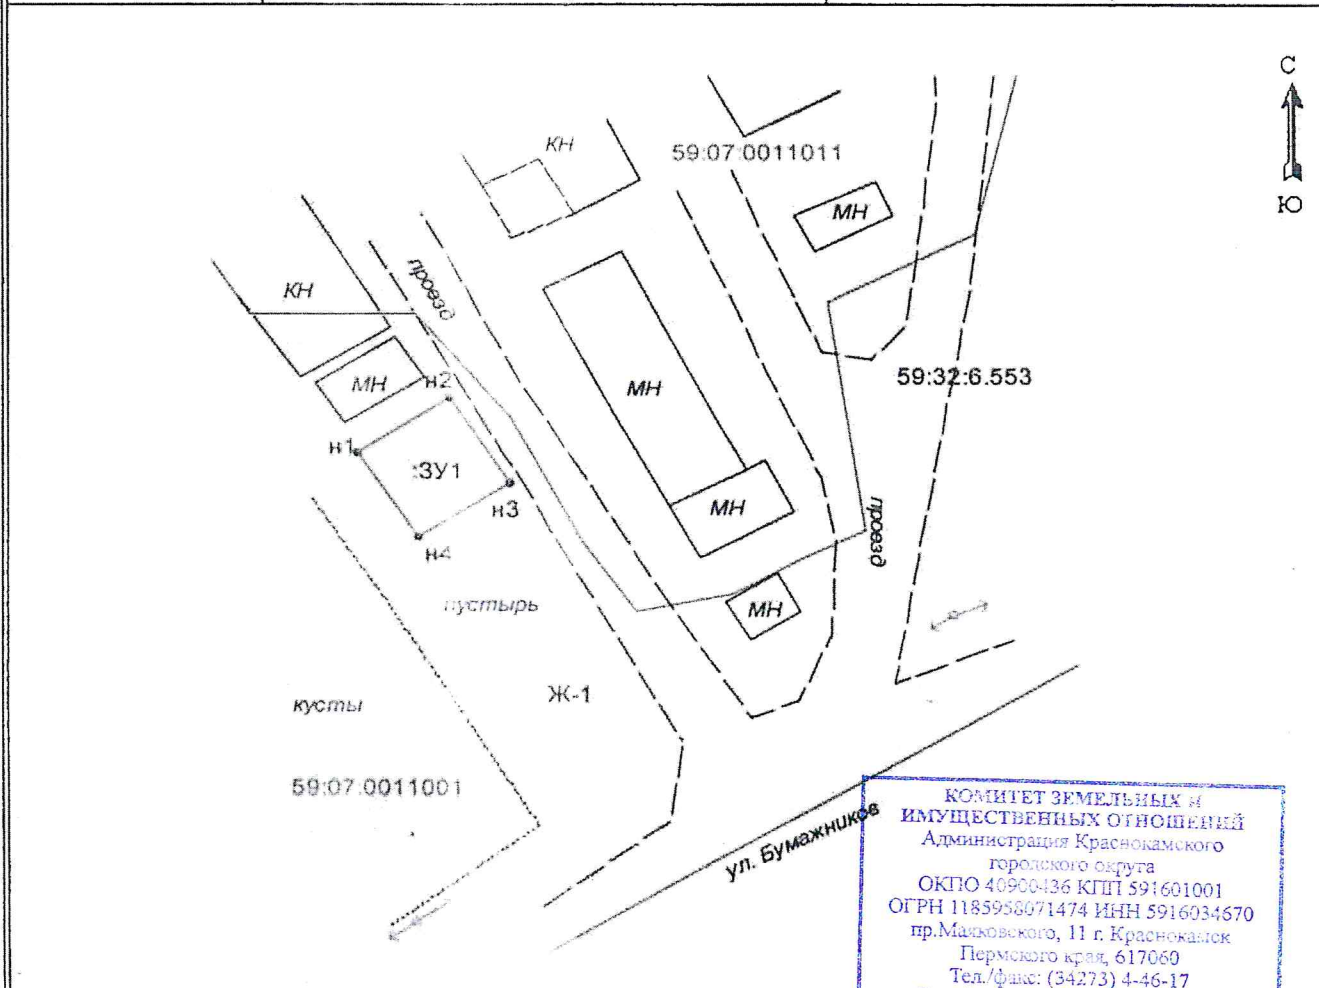 С
Ю
КН
59:07:0011011
МН
проезд
КН
МН
МН
59:32:6.553
н2
н1
:ЗУ1
н3
МН
проезд
н4
пустырь
МН
Ж-1
кусты
59:07:0011001
ул. Бумажников
КОМИТЕТ ЗЕМЕЛЬНЫХ И
ИМУЩЕСТВЕННЫХ ОТНОШЕНИЙ
Администрация Краснокамского
городского округа
ОКПО 40900436 КПП 591601001
ОГРН 1185958071474 ИНН 5916034670
пр.Маяковского, 11 г. Краснокамск
Пермского края, 617060
Тел./факс: (34273) 4-46-17